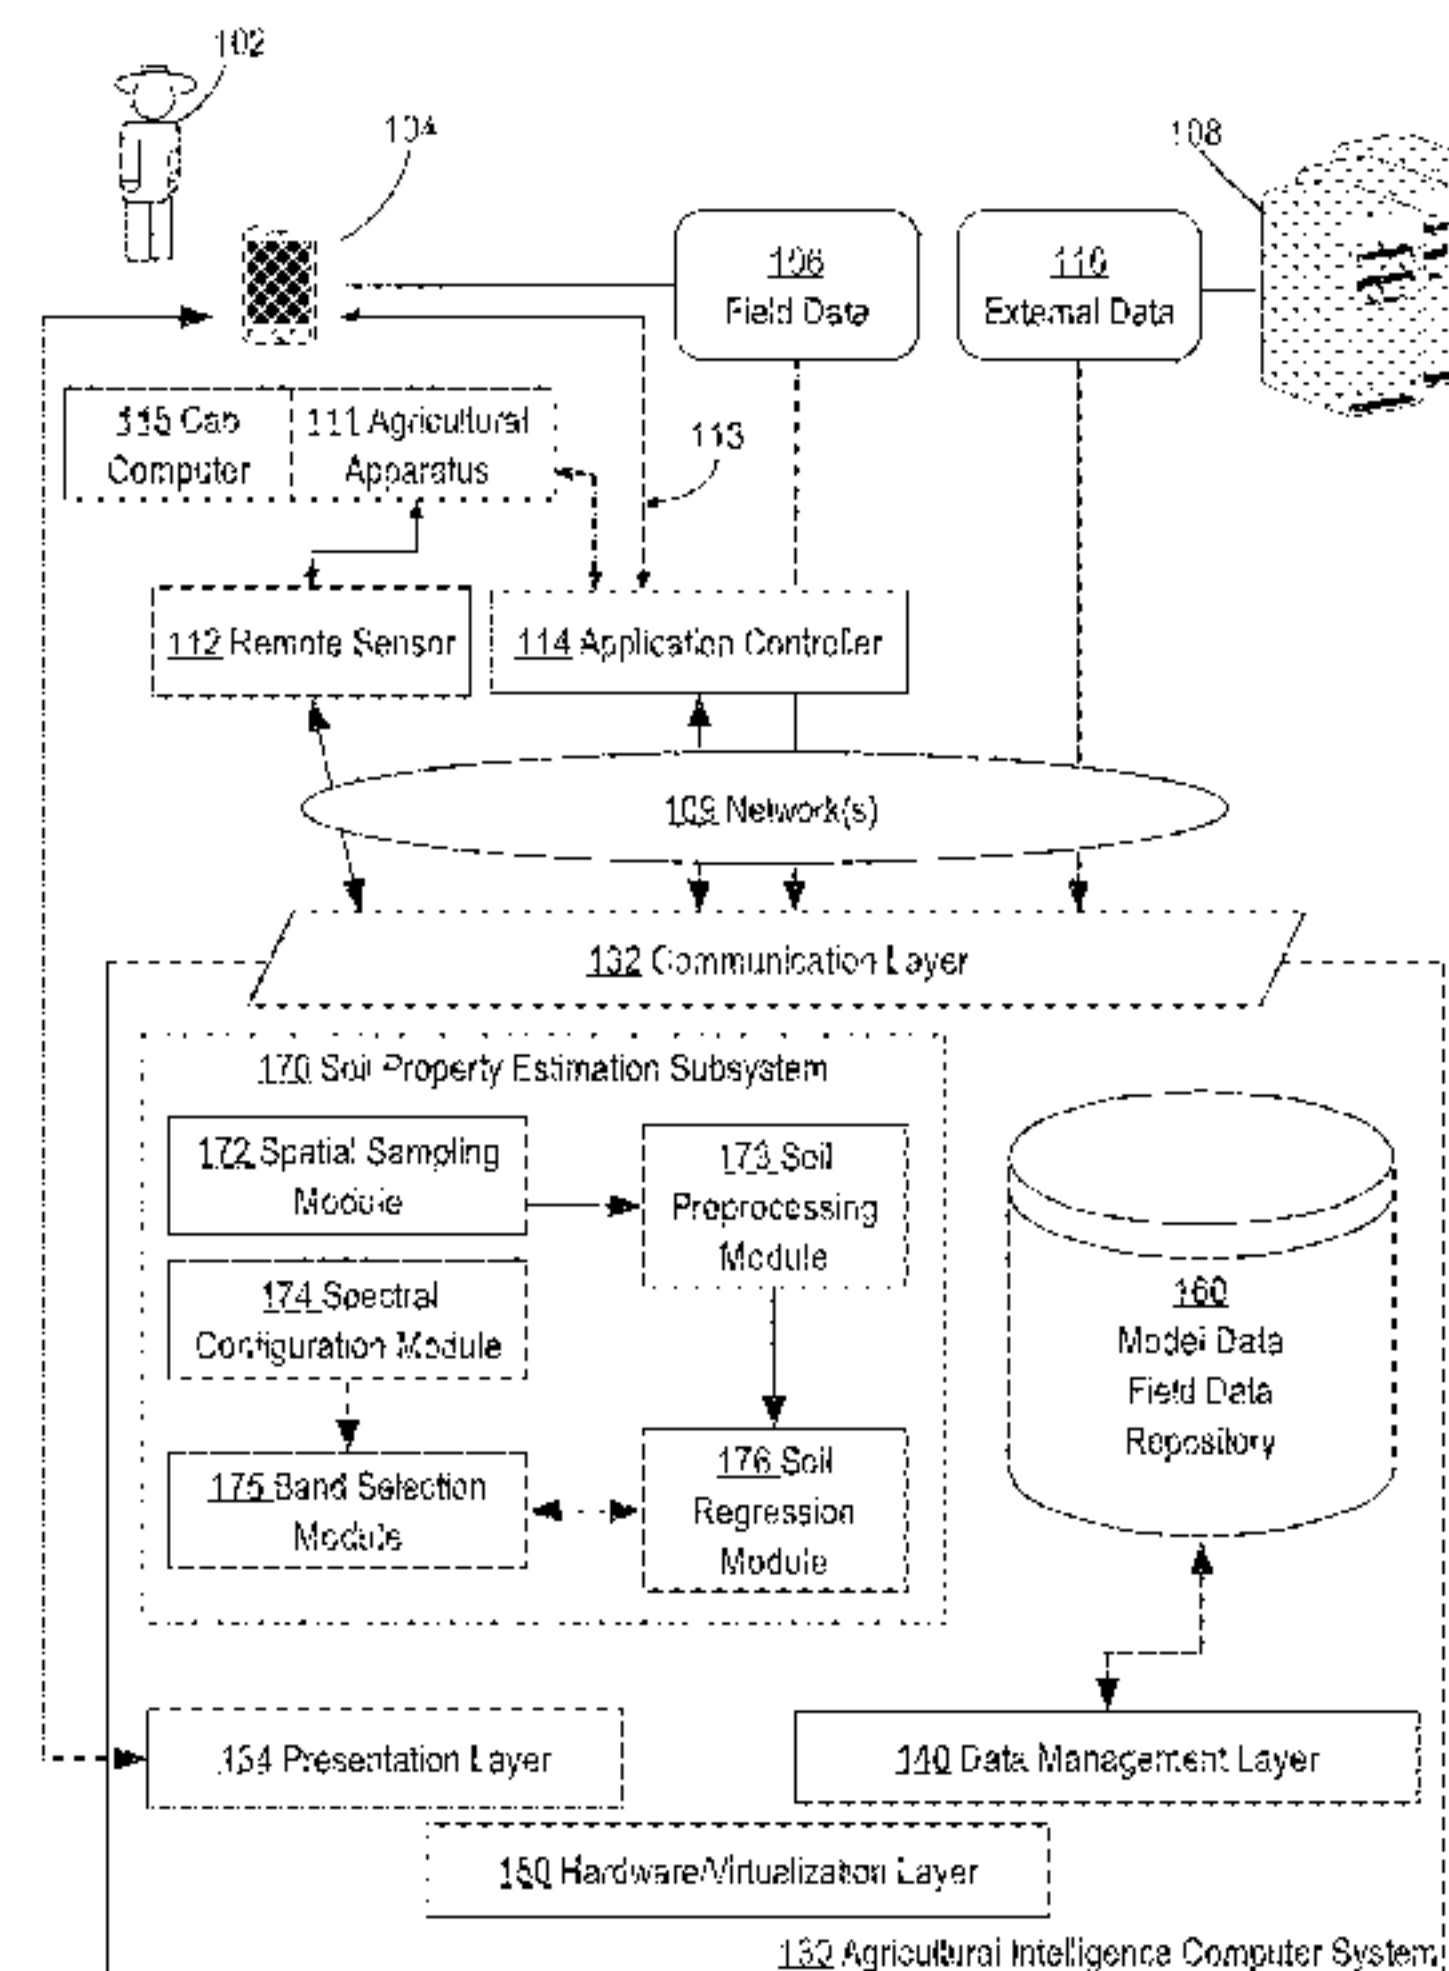 102
104
108
106
Field Data
110
External Data
115 Cab
Computer
111 Agricultural
Apparatus
113
112 Remote Sensor
114 Application Controller
109 Network(s)
132 Communication Layer
170 Soil Property Estimation Subsystem
172 Spatial Sampling
Module
173 Soil
Preprocessing
Module
174 Spectral
Configuration Module
175 Band Selection
Module
176 Soil
Regression
Module
160
Model Data
Field Data
Repository
134 Presentation Layer
140 Data Management Layer
150 Hardware/Virtualization Layer
130 Agricultural Intelligence Computer System